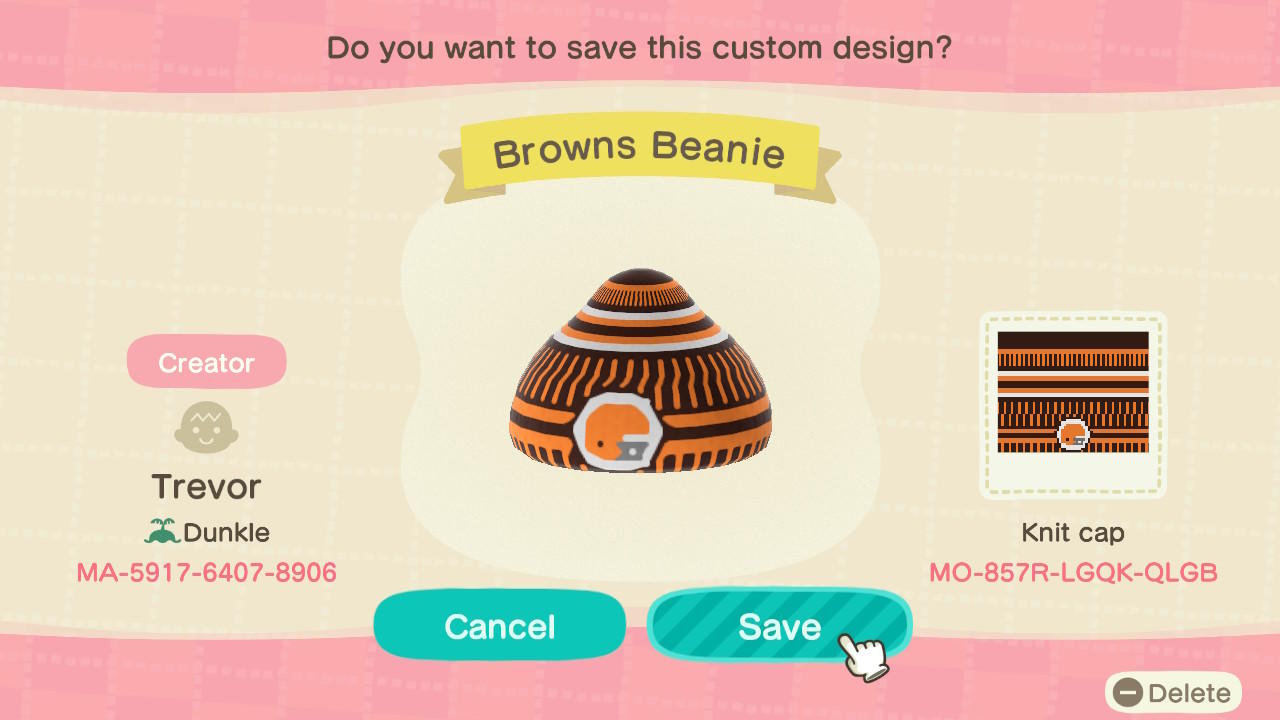 Do you want to save this custom design?
Browns Beanie
Creator
Trevor
Dunkle
MA-5917-6407-8906
Knit cap
MO-857R-LGQK-QLGB
Cancel
Save
Delete